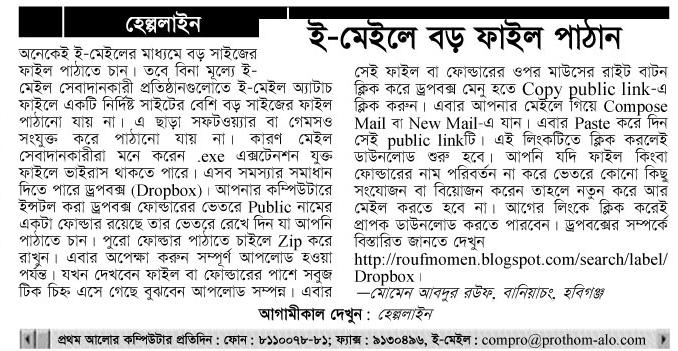 হেল্পলাইন
ই-মেইলে বড় ফাইল পাঠান
অনেকেই ই-মেইলের মাধ্যমে বড় সাইজের
ফাইল পাঠাতে চান। তবে বিনা মূল্যে ই-
মেইল সেবাদানকারী প্রতিষ্ঠানগুলোতে ই-মেইল অ্যাটাচ
ফাইলে একটি নির্দিষ্ট সাইটের বেশি বড় সাইজের ফাইল
পাঠানো যায় না। এ ছাড়া সফটওয়্যার বা গেমসও
সংযুক্ত করে পাঠানো যায় না। কারণ মেইল
সেবাদানকারীরা মনে করেন .exe এক্সটেনশন যুক্ত
ফাইলে ভাইরাস থাকতে পারে। এসব সমস্যার সমাধান
দিতে পারে ড্রপবক্স (Dropbox)। আপনার কম্পিউটারে
ইন্সটল করা ড্রপবক্স ফোল্ডারের ভেতরে Public নামের
একটা ফোল্ডার রয়েছে তার ভেতরে রেখে দিন যা আপনি
পাঠাতে চান। পুরো ফোল্ডার পাঠাতে চাইলে Zip করে
রাখুন। এবার অপেক্ষা করুন সম্পূর্ণ আপলোড হওয়া
পর্যন্ত। যখন দেখবেন ফাইল বা ফোল্ডারের পাশে সবুজ
টিক চিহ্ন এসে গেছে বুঝবেন আপলোড সম্পন্ন। এবার
সেই ফাইল বা ফোল্ডারের ওপর মাউসের রাইট বাটন
ক্লিক করে ড্রপবক্স মেনু হতে Copy public link-এ
ক্লিক করুন। এবার আপনার মেইলে গিয়ে Compose
Mail বা New Mail-এ যান। এবার Paste করে দিন
সেই public linkটি। এই লিংকটিতে ক্লিক করলেই
ডাউনলোড শুরু হবে। আপনি যদি ফাইল কিংবা
ফোল্ডারের নাম পরিবর্তন না করে ভেতরে কোনো কিছু
সংযোজন বা বিয়োজন করেন তাহলে নতুন করে আর
মেইল করতে হবে না। আগের লিংকে ক্লিক করেই
প্রাপক ডাউনলোড করতে পারবেন। ড্রপবক্সের সম্পর্কে
বিস্তারিত জানতে দেখুন
http://roufmomen.blogspot.com/search/label/
Dropbox।
—মোমেন আবদুর রউফ, বানিয়াচং, হবিগঞ্জ
আগামীকাল দেখুন : হেল্পলাইন
প্রথম আলোর কম্পিউটার প্রতিদিন : ফোন : ৮১১০০৭৮-৮১; ফ্যাক্স : ৯১৩০৪৯৬, ই-মেইল : compro@prothom-alo.com